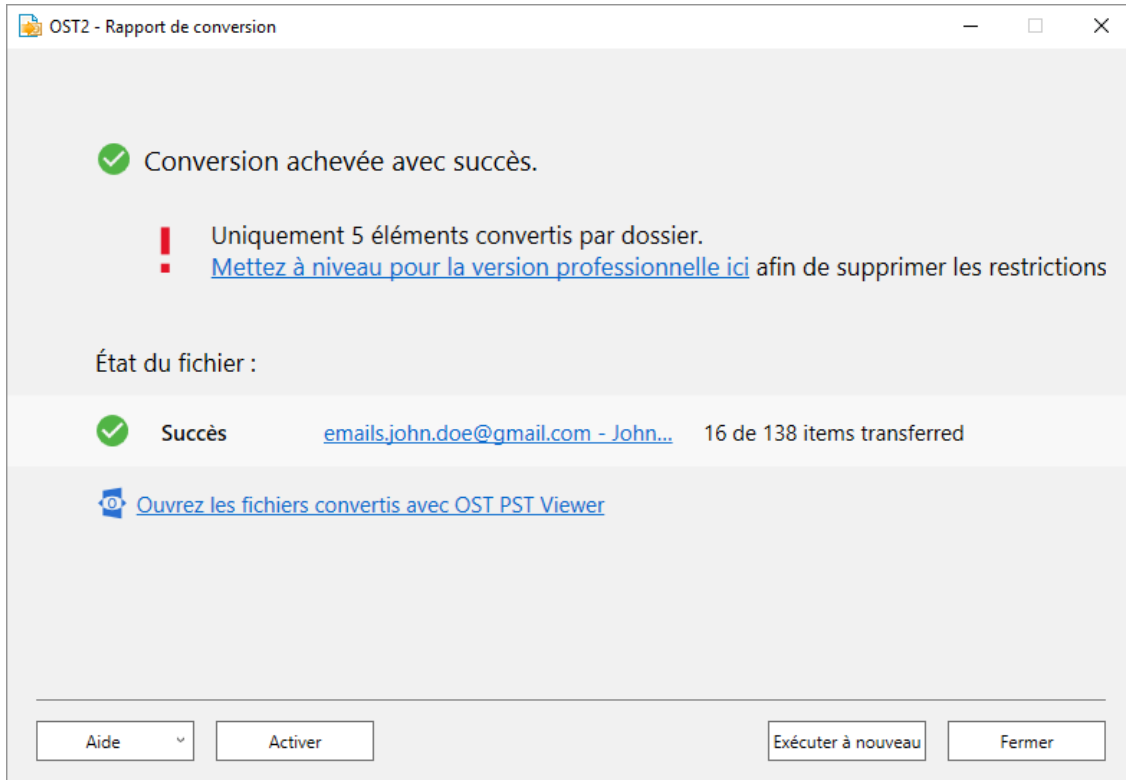 OST2 - Rapport de conversion
Conversion achevée avec succès.
Uniquement 5 éléments convertis par dossier.
Mettez à niveau pour la version professionnelle ici afin de supprimer les restrictions
État du fichier :
Succès emails.john.doe@gmail.com - John... 16 de 138 items transferred
Ouvrez les fichiers convertis avec OST PST Viewer
Aide Activer Exécuter à nouveau Fermer